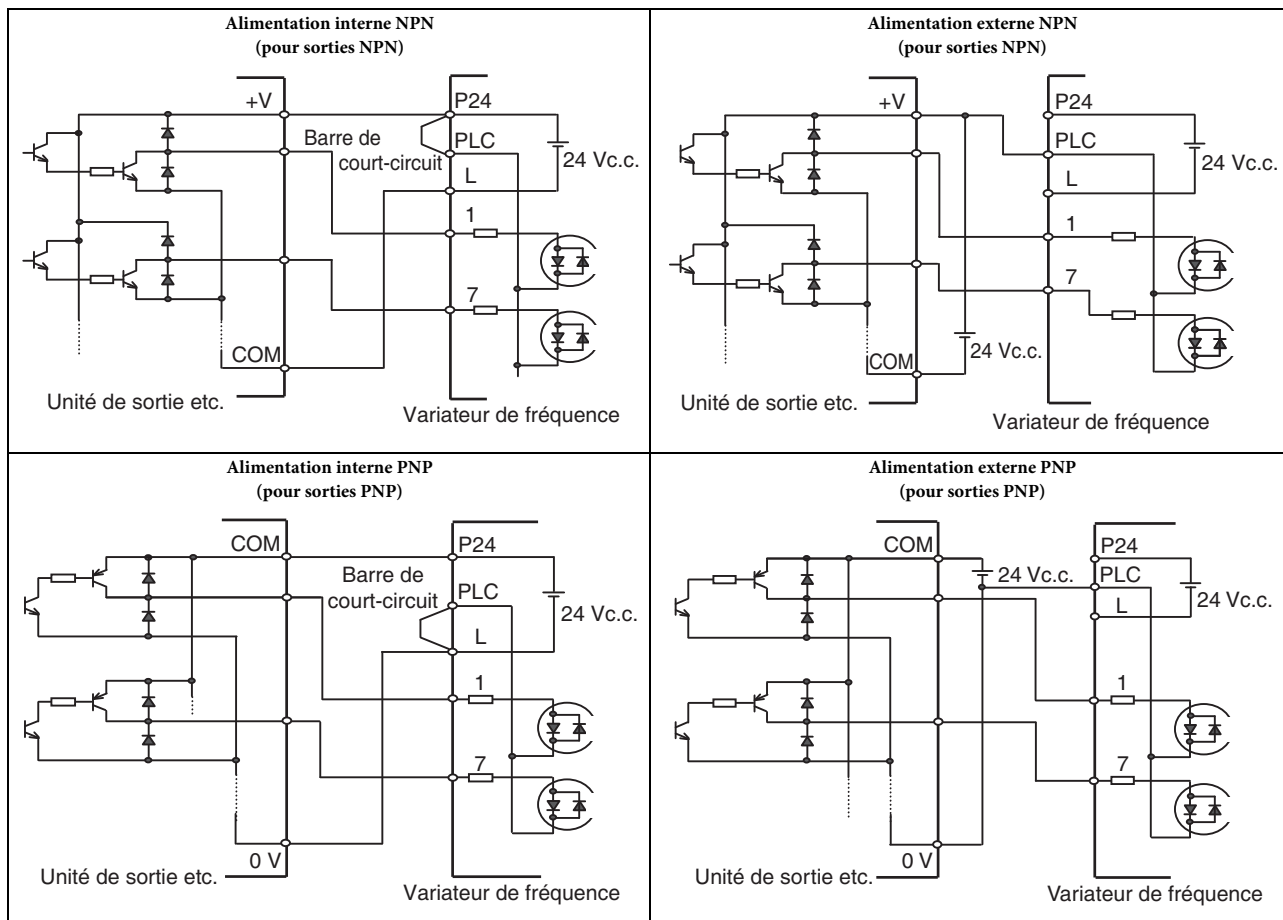 Alimentation interne NPN
(pour sorties NPN)
+V
P24
Barre de
court-circuit
PLC
24 Vc.c.
L
1
7
COM
Unité de sortie etc.
Variateur de fréquence
Alimentation externe NPN
(pour sorties NPN)
+V
P24
PLC
24 Vc.c.
L
1
7
24 Vc.c.
COM
Unité de sortie etc.
Variateur de fréquence
Alimentation interne PNP
(pour sorties PNP)
COM
P24
Barre de
court-circuit
PLC
24 Vc.c.
L
1
7
0 V
Unité de sortie etc.
Variateur de fréquence
Alimentation externe PNP
(pour sorties PNP)
COM
P24
24 Vc.c.
PLC
24 Vc.c.
L
1
7
0 V
Unité de sortie etc.
Variateur de fréquence